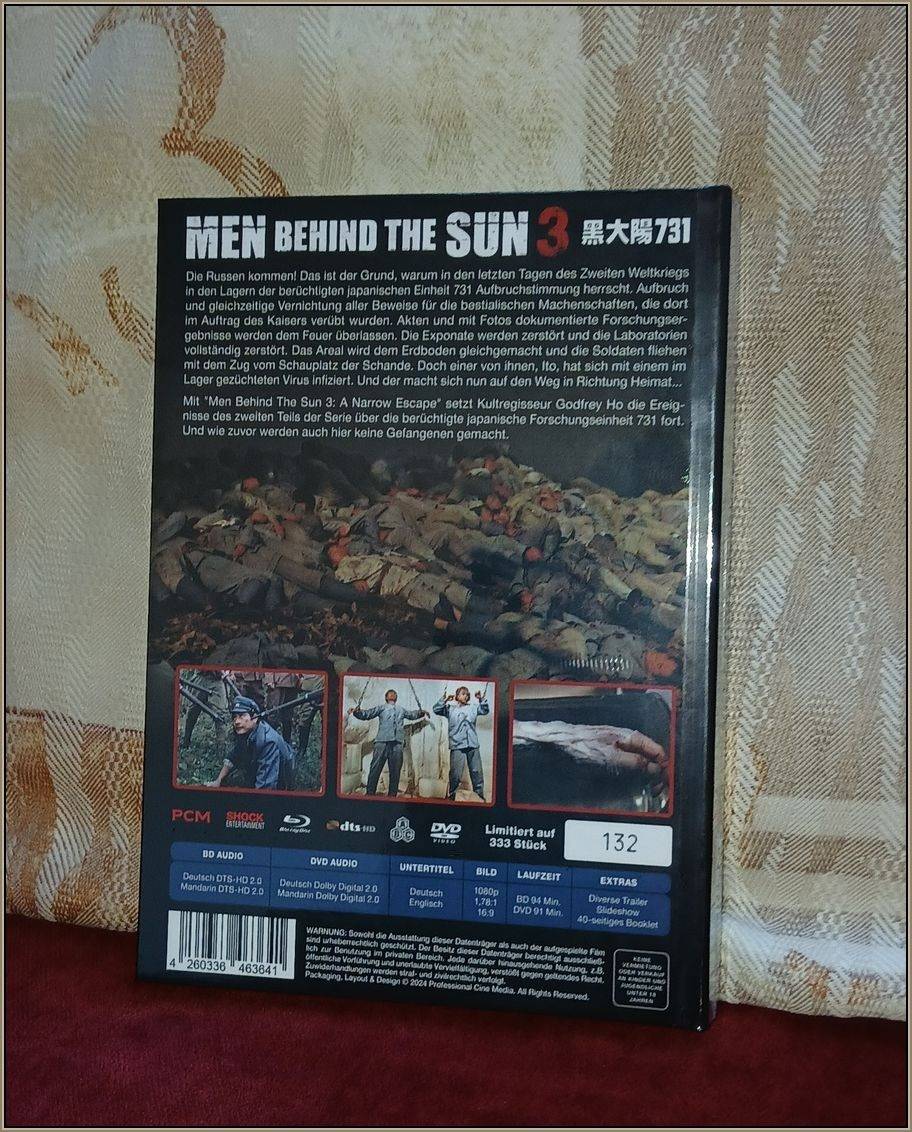 MEN BEHIND THE SUN 3 黑太陽731
Die Russen kommen! Das ist der Grund, warum in den letzten Tagen des Zweiten Weltkriegs
in den Lagern der berüchtigten japanischen Einheit 731 Aufbruchstimmung herrscht. Aufbruch
und gleichzeitige Vernichtung aller Beweise für die bestialischen Machenschaften, die dort
im Auftrag des Kaisers verübt wurden. Akten und mit Fotos dokumentierte Forschungser-
gebnisse werden dem Feuer überlassen. Die Exponate werden zerstört und die Laboratorien
vollständig zerstört. Das Areal wird dem Erdboden gleichgemacht und die Soldaten fliehen
mit dem Zug vom Schauplatz der Schande. Doch einer von ihnen, Ito, hat sich mit einem im
Lager gezüchteten Virus infiziert. Und der macht sich nun auf den Weg in Richtung Heimat...
Mit "Men Behind The Sun 3: A Narrow Escape" setzt Kultregisseur Godfrey Ho die Ereig-
nisse des zweiten Teils der Serie über die berüchtigte japanische Forschungseinheit 731 fort.
Und wie zuvor werden auch hier keine Gefangenen gemacht.
PCM
SHOCK
ENTERTAINMENT
Blu-ray Disc
dts-HD
DVD
VIDEO
Limitiert auf
333 Stück
132
BD AUDIO
Deutsch DTS-HD 2.0
Mandarin DTS-HD 2.0
DVD AUDIO
Deutsch Dolby Digital 2.0
Mandarin Dolby Digital 2.0
UNTERTITEL
Deutsch
Englisch
BILD
1080p
1,78:1
16:9
LAUFZEIT
BD 94 Min.
DVD 91 Min.
EXTRAS
Diverse Trailer
Slideshow
40-seitiges Booklet
4 260336 463641
WARNUNG: Sowohl die Ausstattung dieser Datenträger als auch der aufgespielte Film
sind urheberrechtlich geschützt. Der Besitz dieser Datenträger berechtigt ausschließ-
lich zur Benutzung im privaten Bereich. Jede darüber hinausgehende Nutzung, z.B.
öffentliche Vorführung und unerlaubte Vervielfältigung, verstößt gegen geltendes Recht.
Zuwiderhandlungen werden straf- und zivilrechtlich verfolgt.
Packaging, Layout & Design © 2024 Professional Cine Media. All Rights Reserved.
KEINE
VERMIETUNG
ODER VERKAUF
AN KINDER UND
JUGENDLICHE
UNTER 18
JAHREN